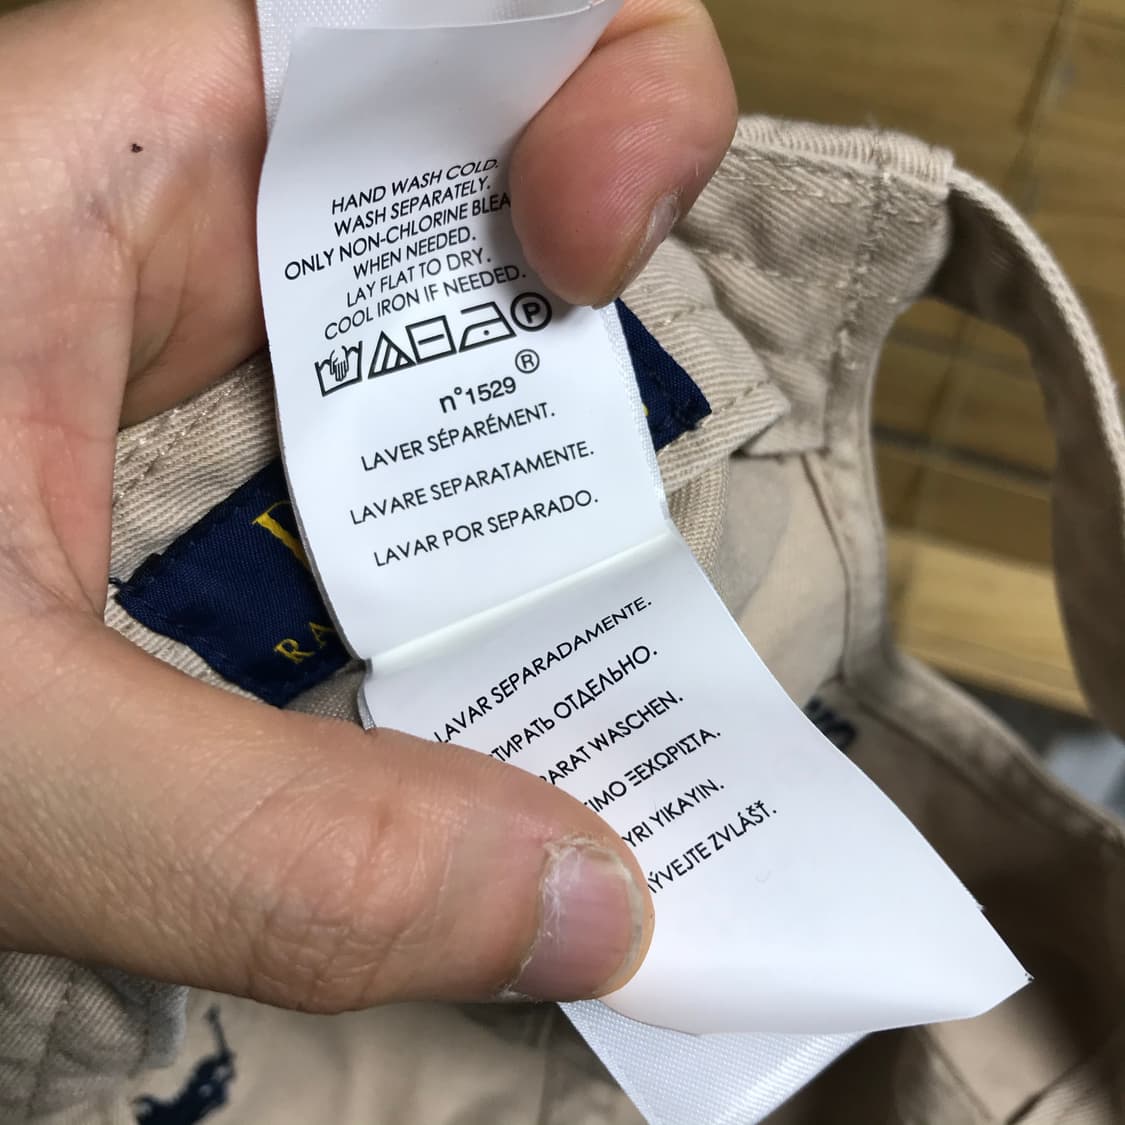 HAND WASH COLD.
WASH SEPARATELY.
ONLY NON-CHLORINE
WHEN NEEDED.
LAY FLAT TO DRY.
COOL IRON IF NEEDED.
P
®
n°1529
LAVER SÉPARÉMENT.
LAVARE SEPARATAMENTE.
LAVAR POR SEPARADO.
LAVAR SEPARADAMENTE.
ОТДЕЛЬНО.
WASCHEN.
ΞΕΧΩΡΙΣΤΑ.
YIKAYIN.
ZVLÁŠŤ.